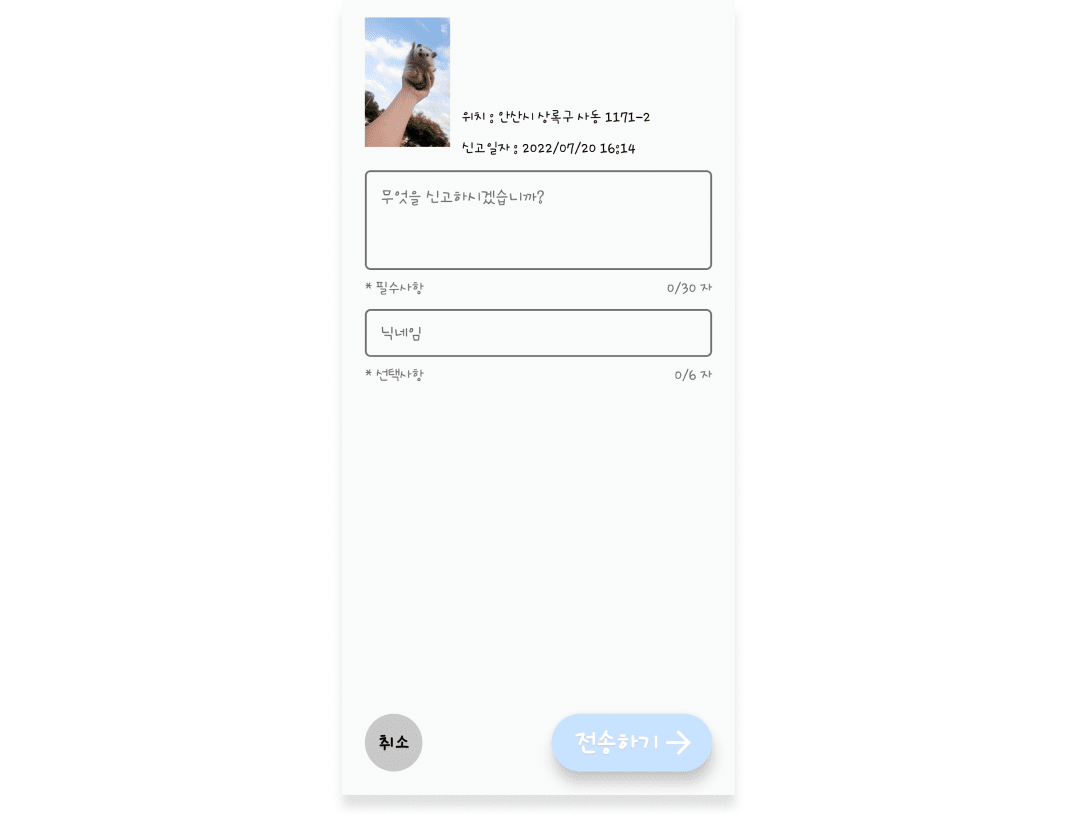 위치 : 안산시 상록구 사동 1171-2
신고일자 : 2022/07/20 16:14
무엇을 신고하시겠습니까?
* 필수사항 0/30 자
닉네임
* 선택사항 0/6 자
취소 전송하기 →